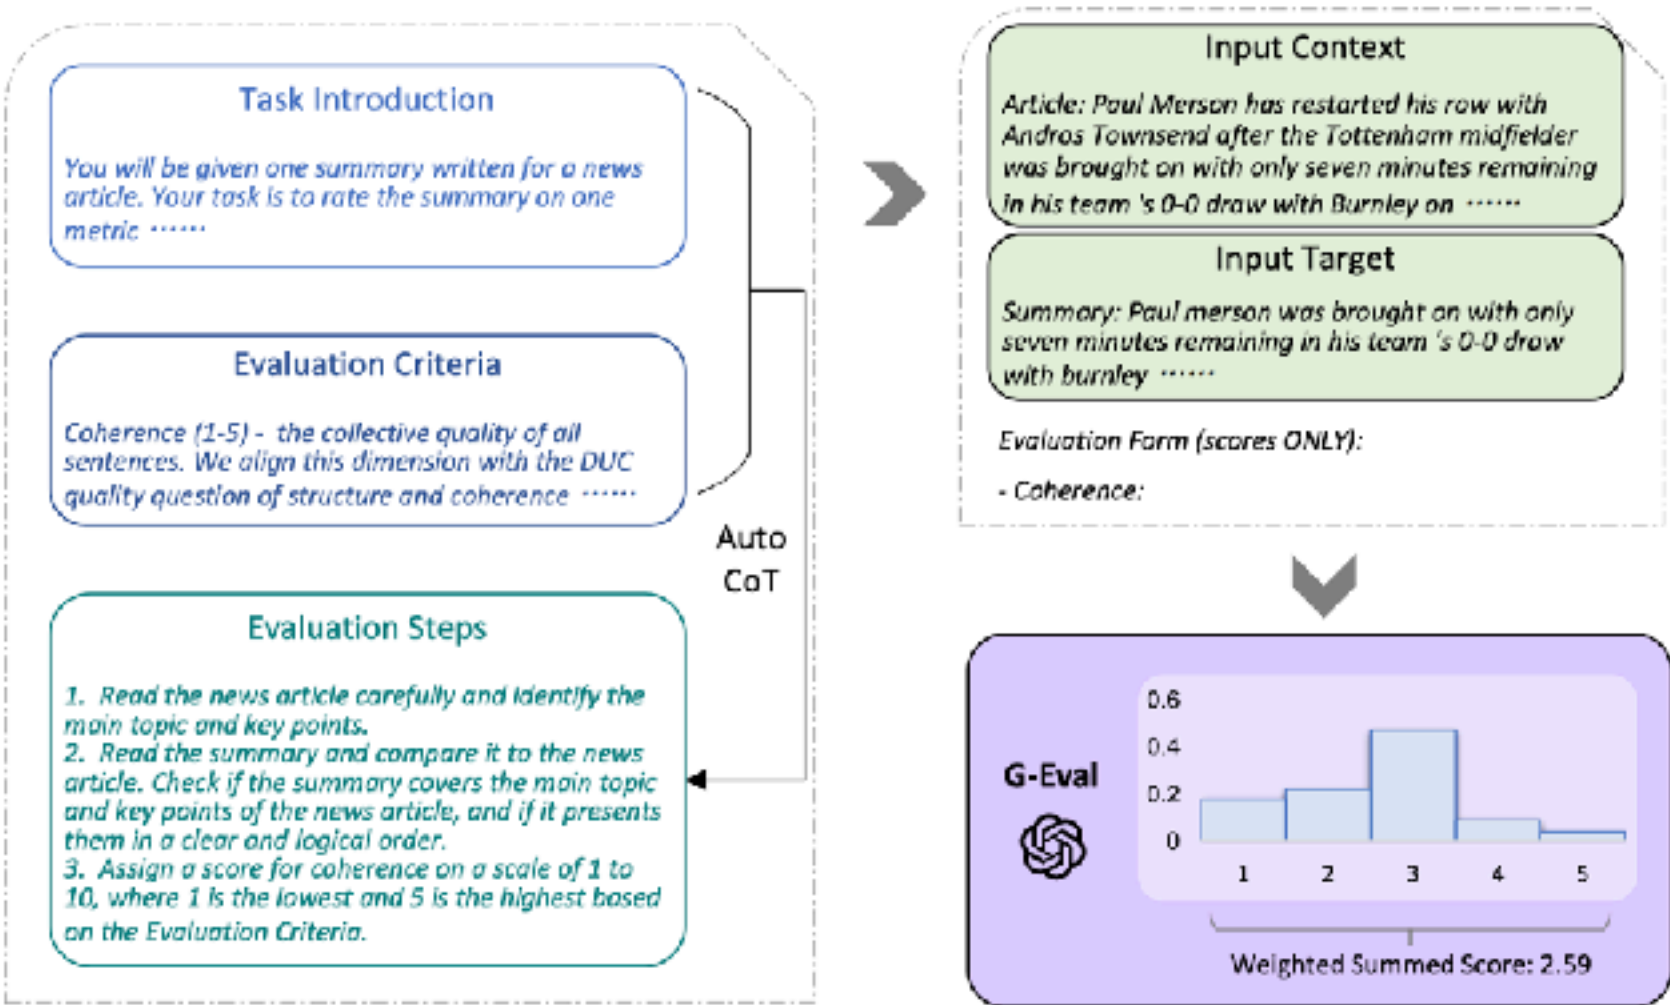 Task Introduction
You will be given one summary written for a news
article. Your task is to rate the summary on one
metric ······
Evaluation Criteria
Coherence (1-5) - the collective quality of all
sentences. We align this dimension with the DUC
quality question of structure and coherence ······
Auto
CoT
Evaluation Steps
1. Read the news article carefully and identify the
main topic and key points.
2. Read the summary and compare it to the news
article. Check if the summary covers the main topic
and key points of the news article, and if it presents
them in a clear and logical order.
3. Assign a score for coherence on a scale of 1 to
10, where 1 is the lowest and 5 is the highest based
on the Evaluation Criteria.
Input Context
Article: Paul Merson has restarted his row with
Andros Townsend after the Tottenham midfielder
was brought on with only seven minutes remaining
in his team 's 0-0 draw with Burnley on ······
Input Target
Summary: Paul merson was brought on with only
seven minutes remaining in his team 's 0-0 draw
with burnley ······
Evaluation Form (scores ONLY):
- Coherence:
G-Eval
0.6
0.4
0.2
0
1 2 3 4 5
Weighted Summed Score: 2.59